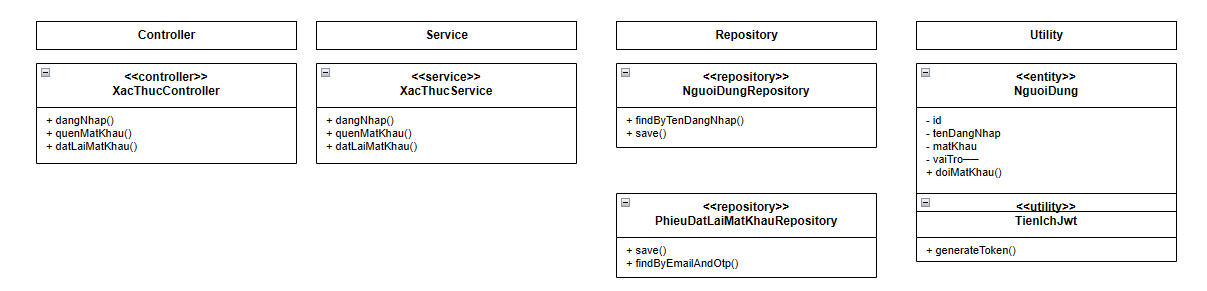 Controller
Service
Repository
Utility
<<controller>>
XacThucController
+ dangNhap()
+ quenMatKhau()
+ datLaiMatKhau()
<<service>>
XacThucService
+ dangNhap()
+ quenMatKhau()
+ datLaiMatKhau()
<<repository>>
NguoiDungRepository
+ findByTenDangNhap()
+ save()
<<repository>>
PhieuDatLaiMatKhauRepository
+ save()
+ findByEmailAndOtp()
<<entity>>
NguoiDung
- id
- tenDangNhap
- matKhau
- vaiTro──
+ doiMatKhau()
<<utility>>
TienIchJwt
+ generateToken()